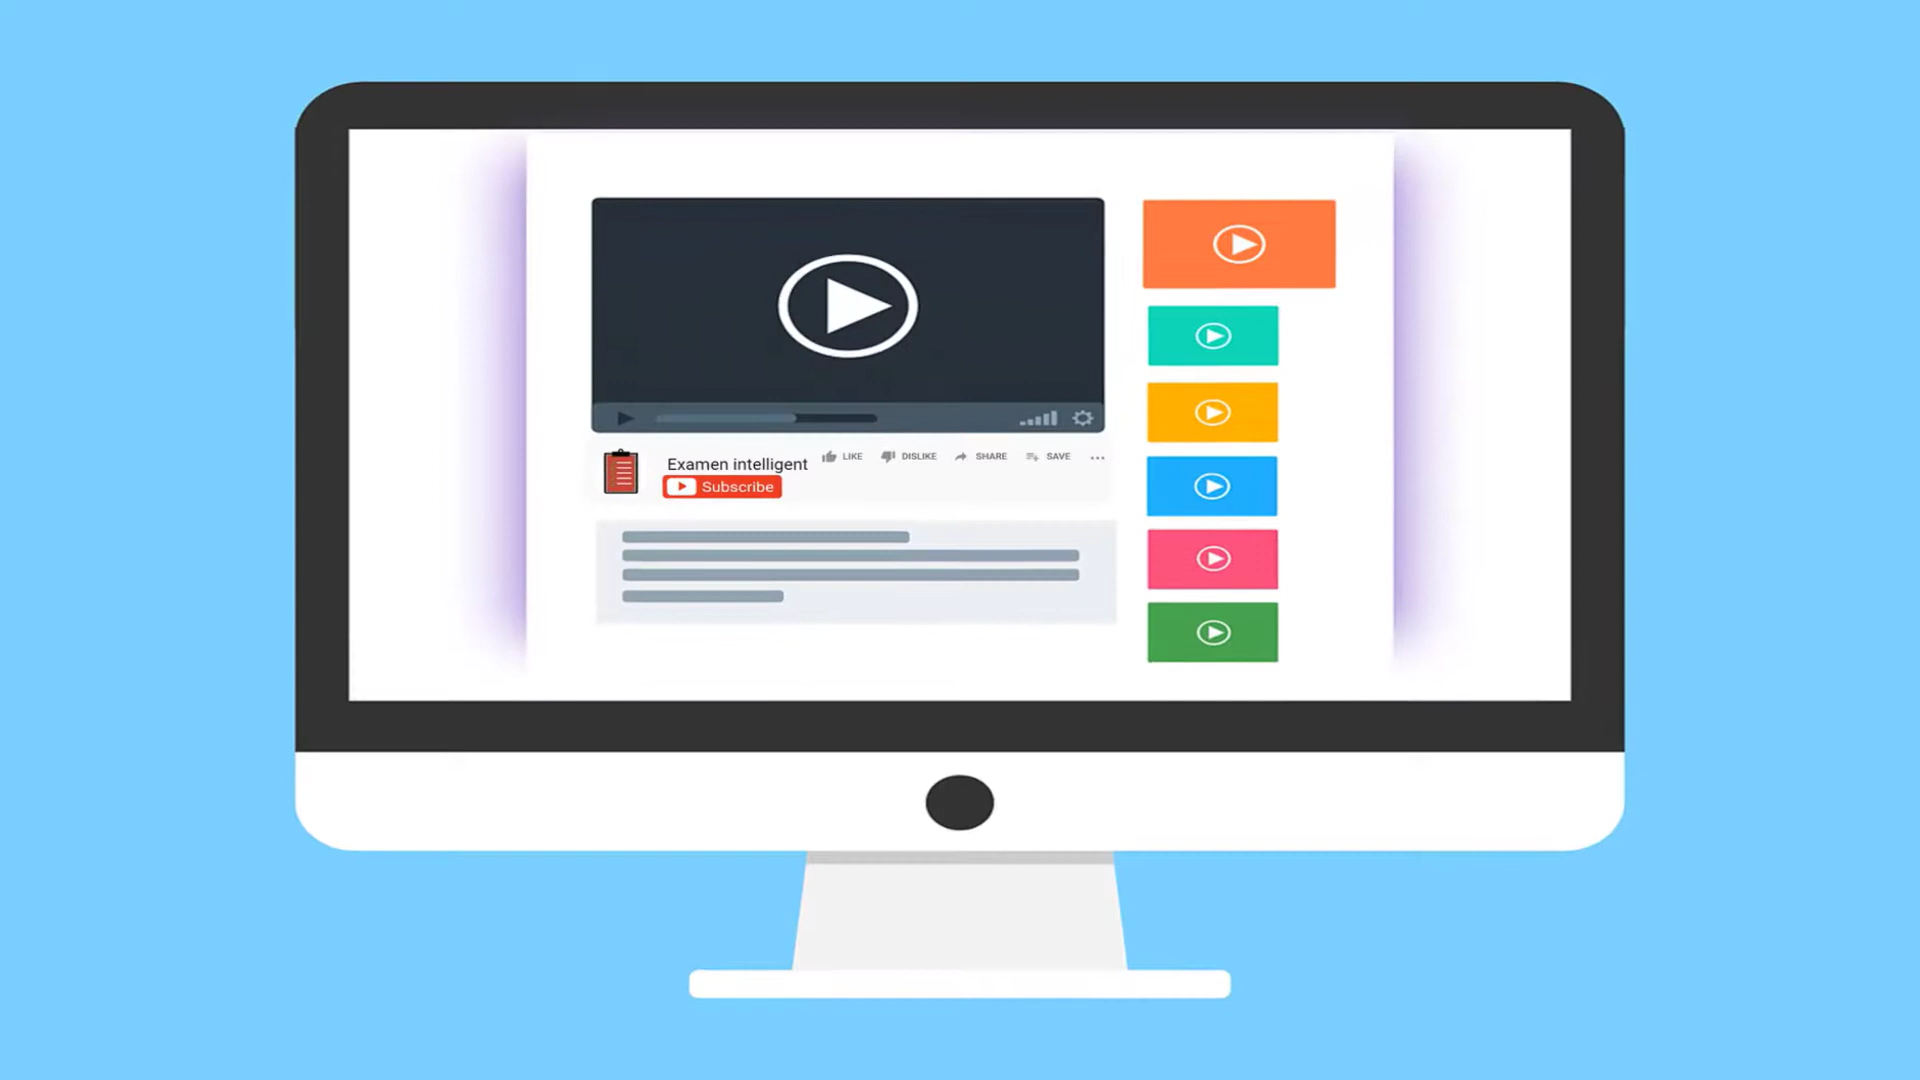 Examen intelligent
LIKE
DISLIKE
SHARE
SAVE
Subscribe